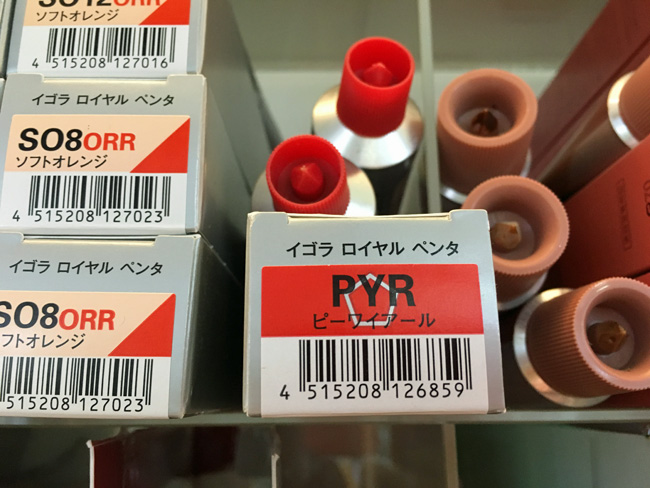 SO12ORR
ソフトオレンジ
4 515208 127016
イゴラ ロイヤル ペンタ
SO8ORR
ソフトオレンジ
4 515208 127023
イゴラ ロイヤル ペンタ
SO8ORR
ソフトオレンジ
515208 127023
イゴラ ロイヤル ペンタ
PYR
ピーワイアール
4 515208 126859